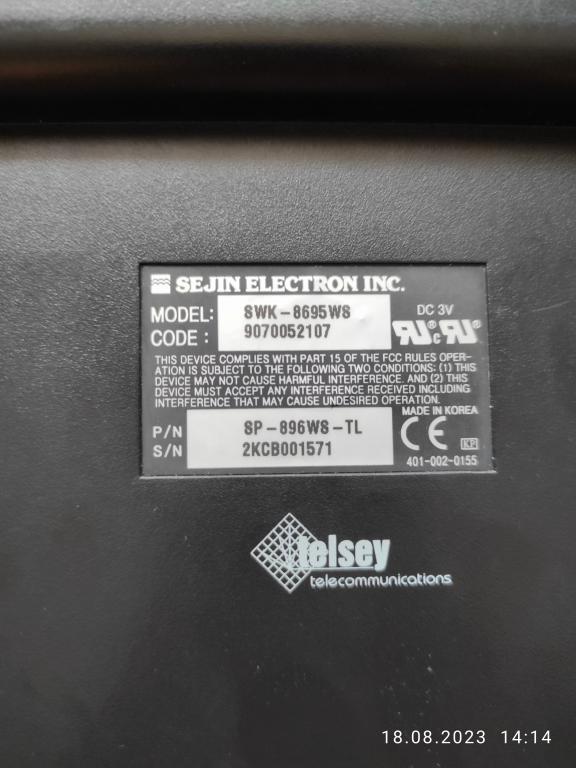 SEJIN ELECTRON INC.
MODEL: SWK-8695WS
CODE : 9070052107
DC 3V
THIS DEVICE COMPLIES WITH PART 15 OF THE FCC RULES OPER-
ATION IS SUBJECT TO THE FOLLOWING TWO CONDITIONS: (1) THIS
DEVICE MAY NOT CAUSE HARMFUL INTERFERENCE. AND (2) THIS
DEVICE MUST ACCEPT ANY INTERFERENCE RECEIVED INCLUDING
INTERFERENCE THAT MAY CAUSE UNDESIRED OPERATION.
MADE IN KOREA
P/N SP-896WS-TL
S/N 2KCB001571
CE
401-002-0155
telsey
telecommunications
18.08.2023 14:14